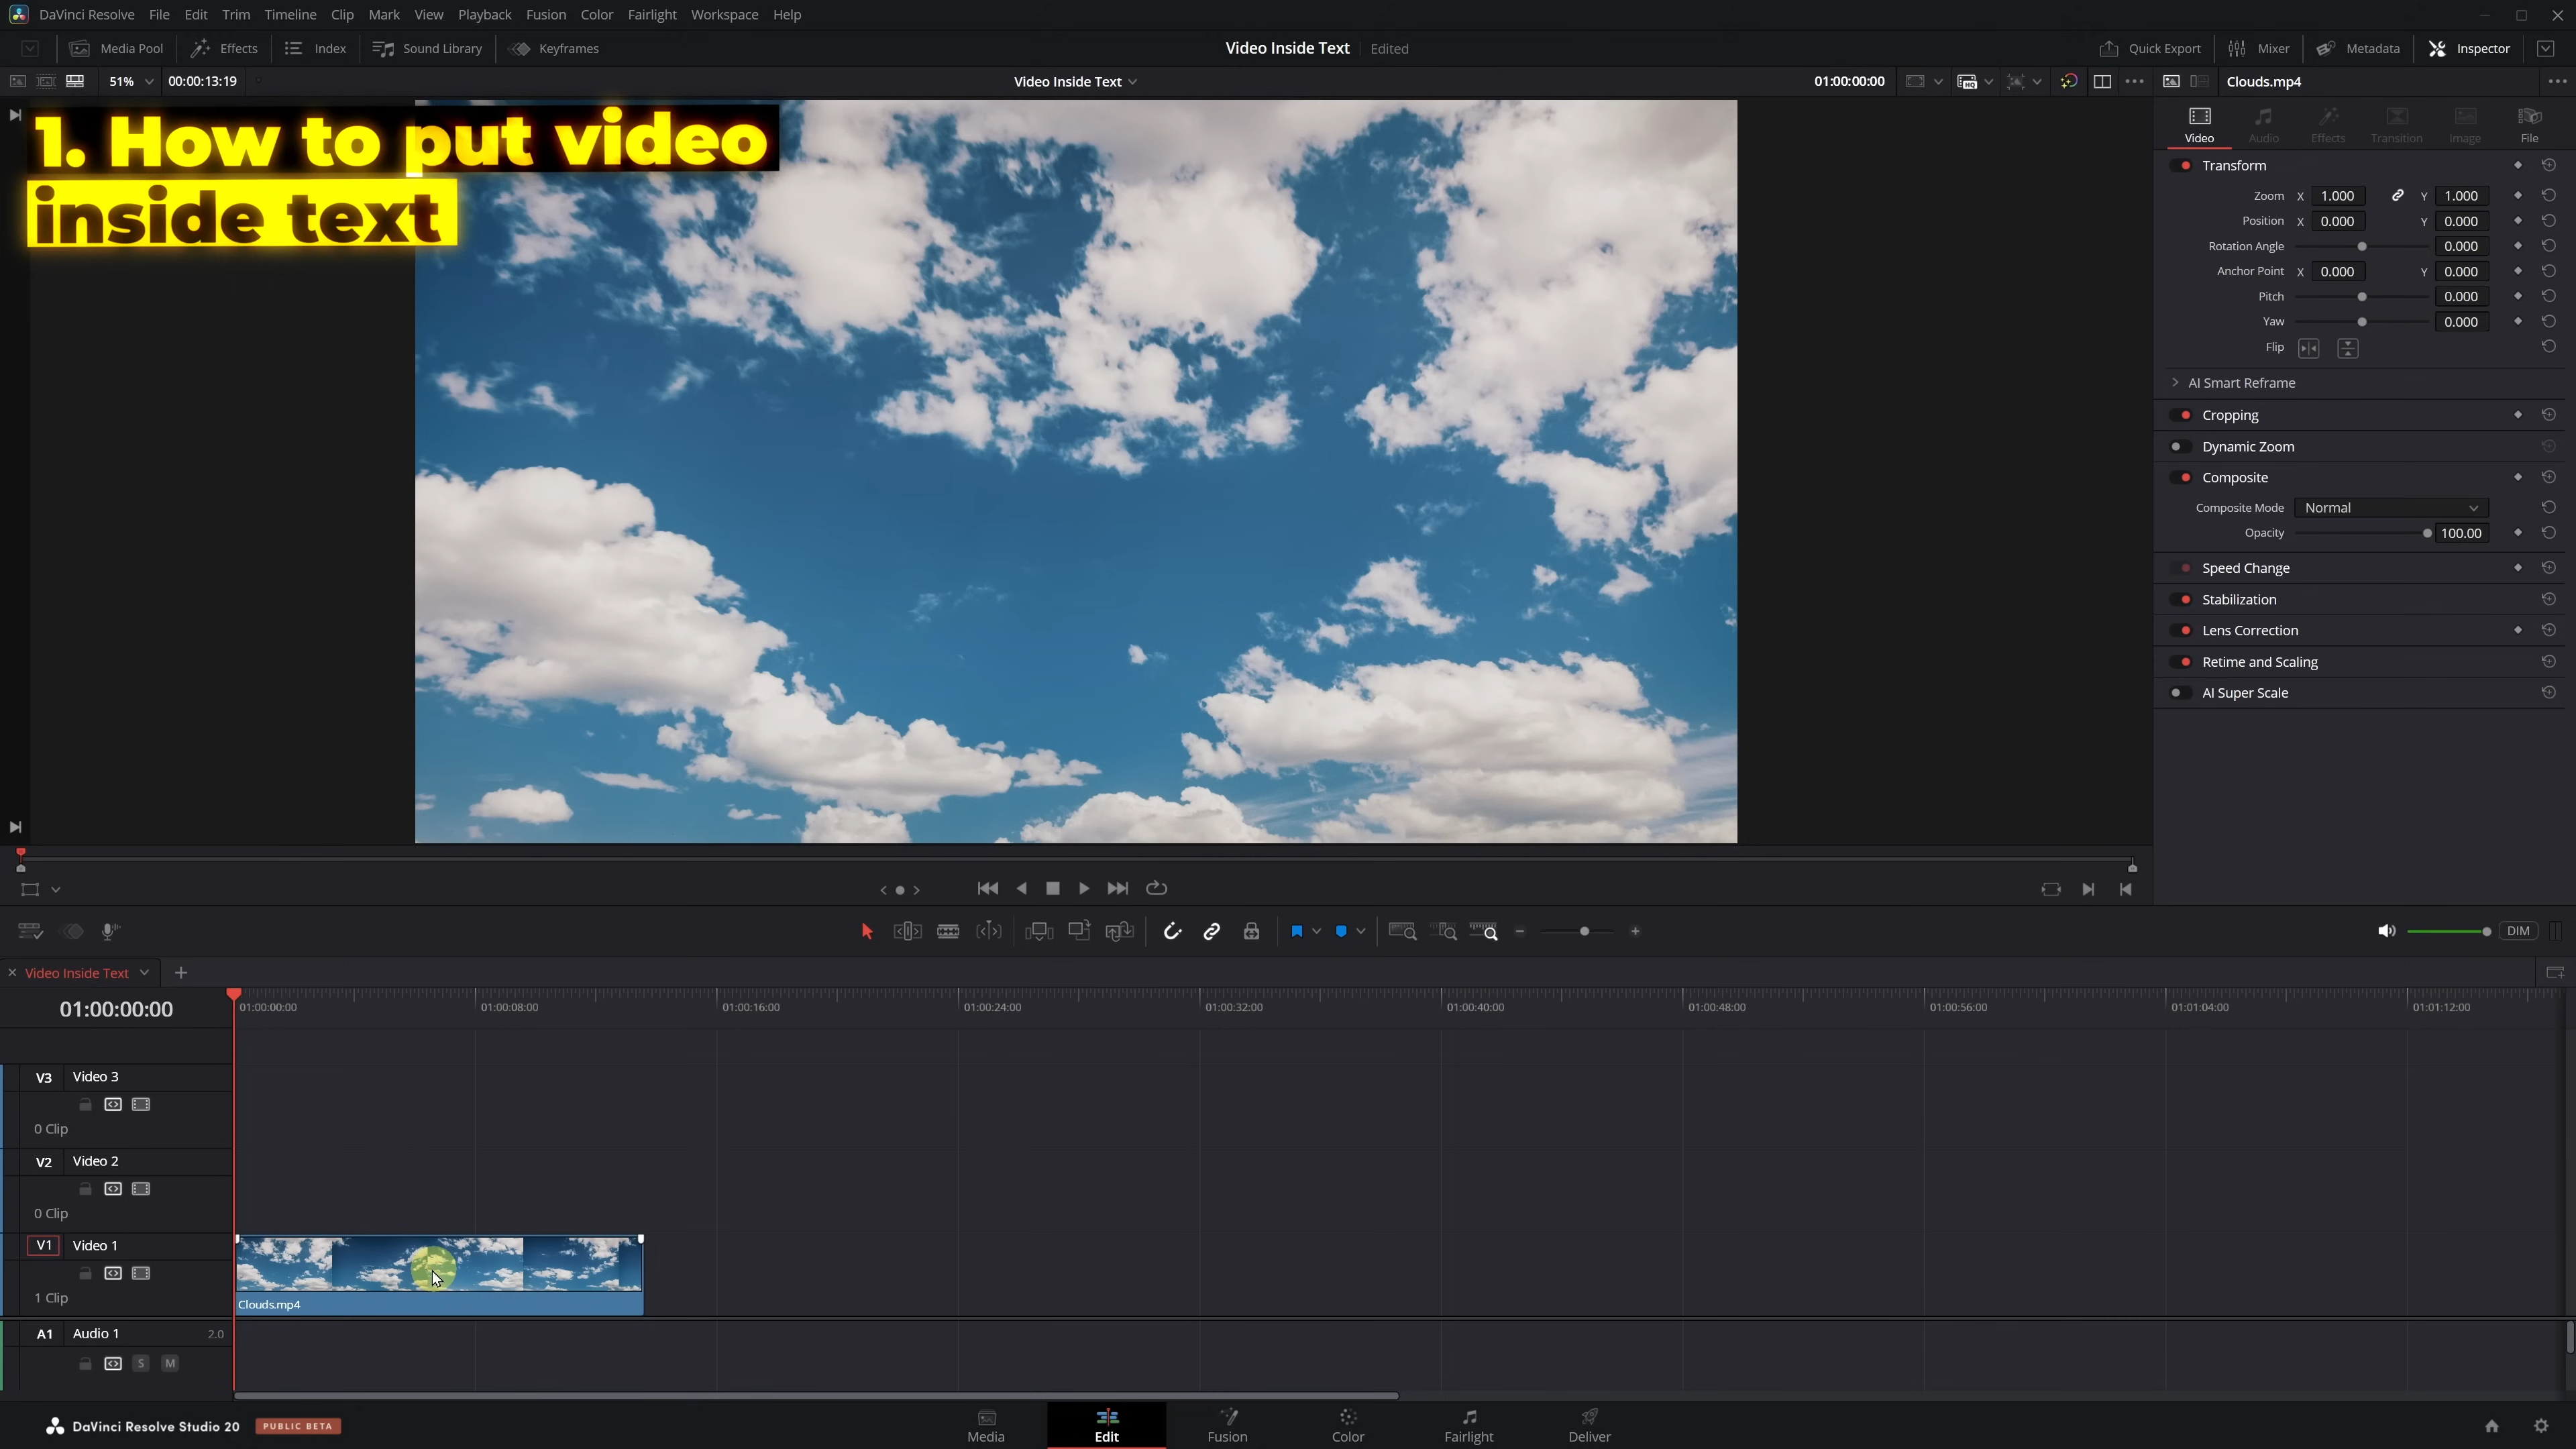 DaVinci Resolve File Edit Trim Timeline Clip Mark View Playback Fusion Color Fairlight Workspace Help
Media Pool Effects Index Sound Library Keyframes Video Inside Text Edited Quick Export Mixer Metadata Inspector
51% 00:00:13:19 Video Inside Text 01:00:00:00 HQ Clouds.mp4
1. How to put video
inside text
Video Audio Effects Transition Image File
Transform
Zoom X 1.000 Y 1.000
Position X 0.000 Y 0.000
Rotation Angle 0.000
Anchor Point X 0.000 Y 0.000
Pitch 0.000
Yaw 0.000
Flip
AI Smart Reframe
Cropping
Dynamic Zoom
Composite
Composite Mode Normal
Opacity 100.00
Speed Change
Stabilization
Lens Correction
Retime and Scaling
AI Super Scale
DIM
Video Inside Text
01:00:00:00 01:00:00:00 01:00:08:00 01:00:16:00 01:00:24:00 01:00:32:00 01:00:40:00 01:00:48:00 01:00:56:00 01:01:04:00 01:01:12:00
V3 Video 3
0 Clip
V2 Video 2
0 Clip
V1 Video 1
1 Clip
Clouds.mp4
A1 Audio 1 2.0
S M
DaVinci Resolve Studio 20 PUBLIC BETA Media Edit Fusion Color Fairlight Deliver